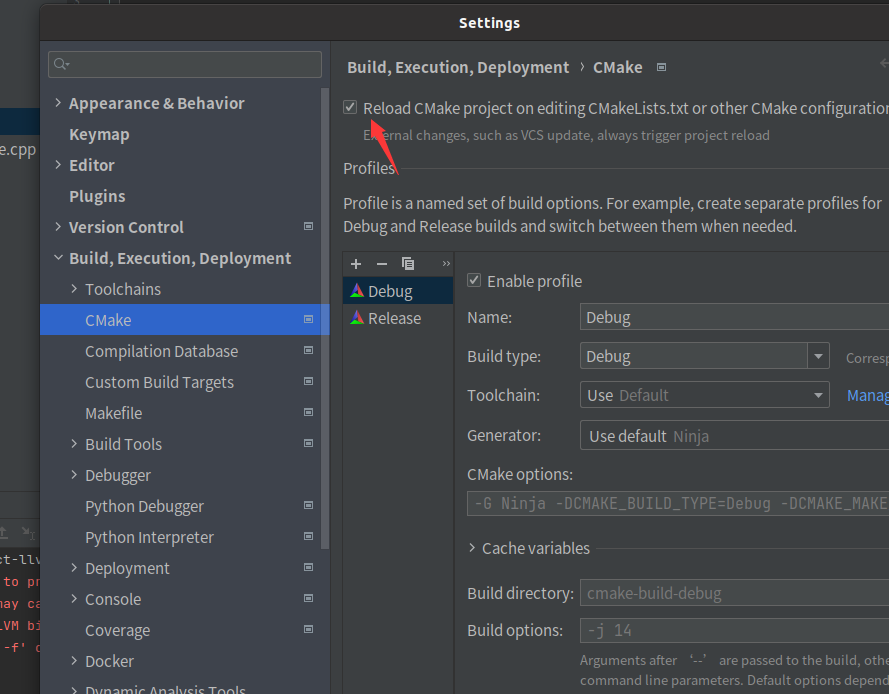 Settings
Build, Execution, Deployment › CMake
Reload CMake project on editing CMakeLists.txt or other CMake
External changes, such as VCS update, always trigger project reload
Profiles
Profile is a named set of build options. For example, create separate profiles for
Debug and Release builds and switch between them when needed.
Appearance & Behavior
Keymap
Editor
Plugins
Version Control
Build, Execution, Deployment
Toolchains
CMake
Compilation Database
Custom Build Targets
Makefile
Build Tools
Debugger
Python Debugger
Python Interpreter
Deployment
Console
Coverage
Docker
Dynamic Analysis Tools
Debug
Release
Enable profile
Name: Debug
Build type: Debug
Toolchain: Use Default
Generator: Use default Ninja
CMake options:
-G Ninja -DCMAKE_BUILD_TYPE=Debug -DCMAKE_MAKE
Cache variables
Build directory: cmake-build-debug
Build options: -j 14
Arguments after ‘--’ are passed to the build,
command line parameters. Default options
e.cpp
ct-llv
to pr
may ca
LVM bi
-f'